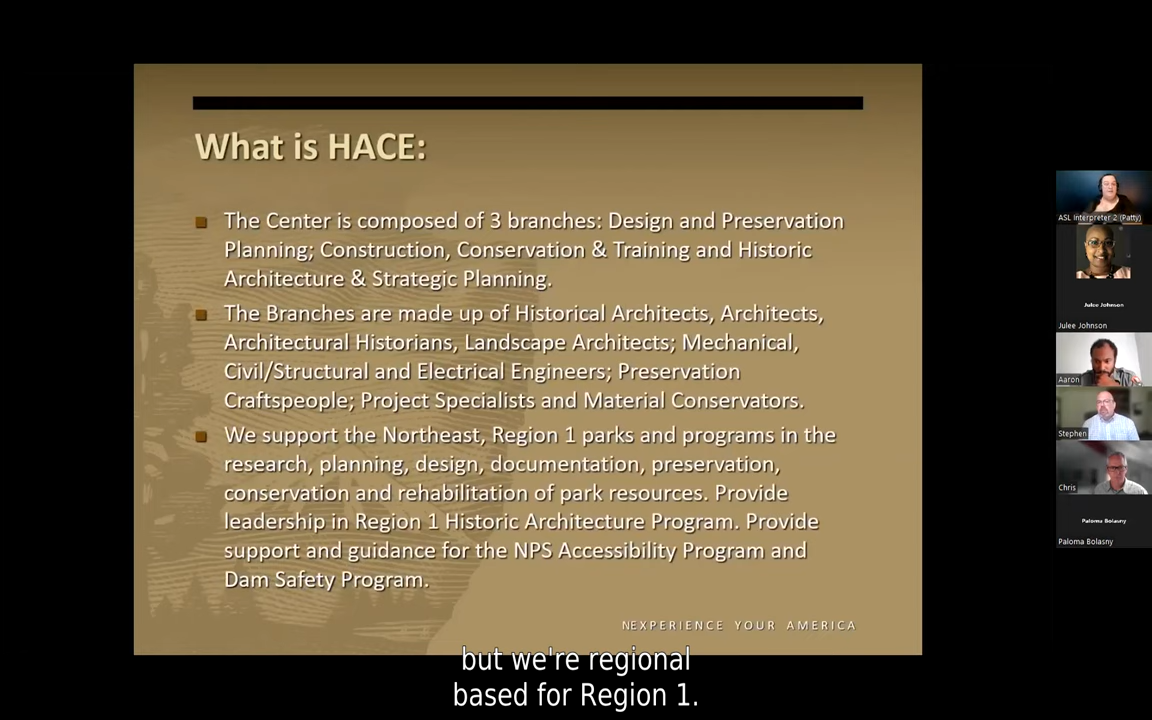 What is HACE:
The Center is composed of 3 branches: Design and Preservation
Planning; Construction, Conservation & Training and Historic
Architecture & Strategic Planning.
The Branches are made up of Historical Architects, Architects,
Architectural Historians, Landscape Architects; Mechanical,
Civil/Structural and Electrical Engineers; Preservation
Craftspeople; Project Specialists and Material Conservators.
We support the Northeast, Region 1 parks and programs in the
research, planning, design, documentation, preservation,
conservation and rehabilitation of park resources. Provide
leadership in Region 1 Historic Architecture Program. Provide
support and guidance for the NPS Accessibility Program and
Dam Safety Program.
NEXPERIENCE YOUR AMERICA
but we're regional
based for Region 1.
ASL Interpreter 2 (Patty)
Julee Johnson
Julee Johnson
Aaron
Stephen
Chris
Paloma Bolasny
Paloma Bolasny